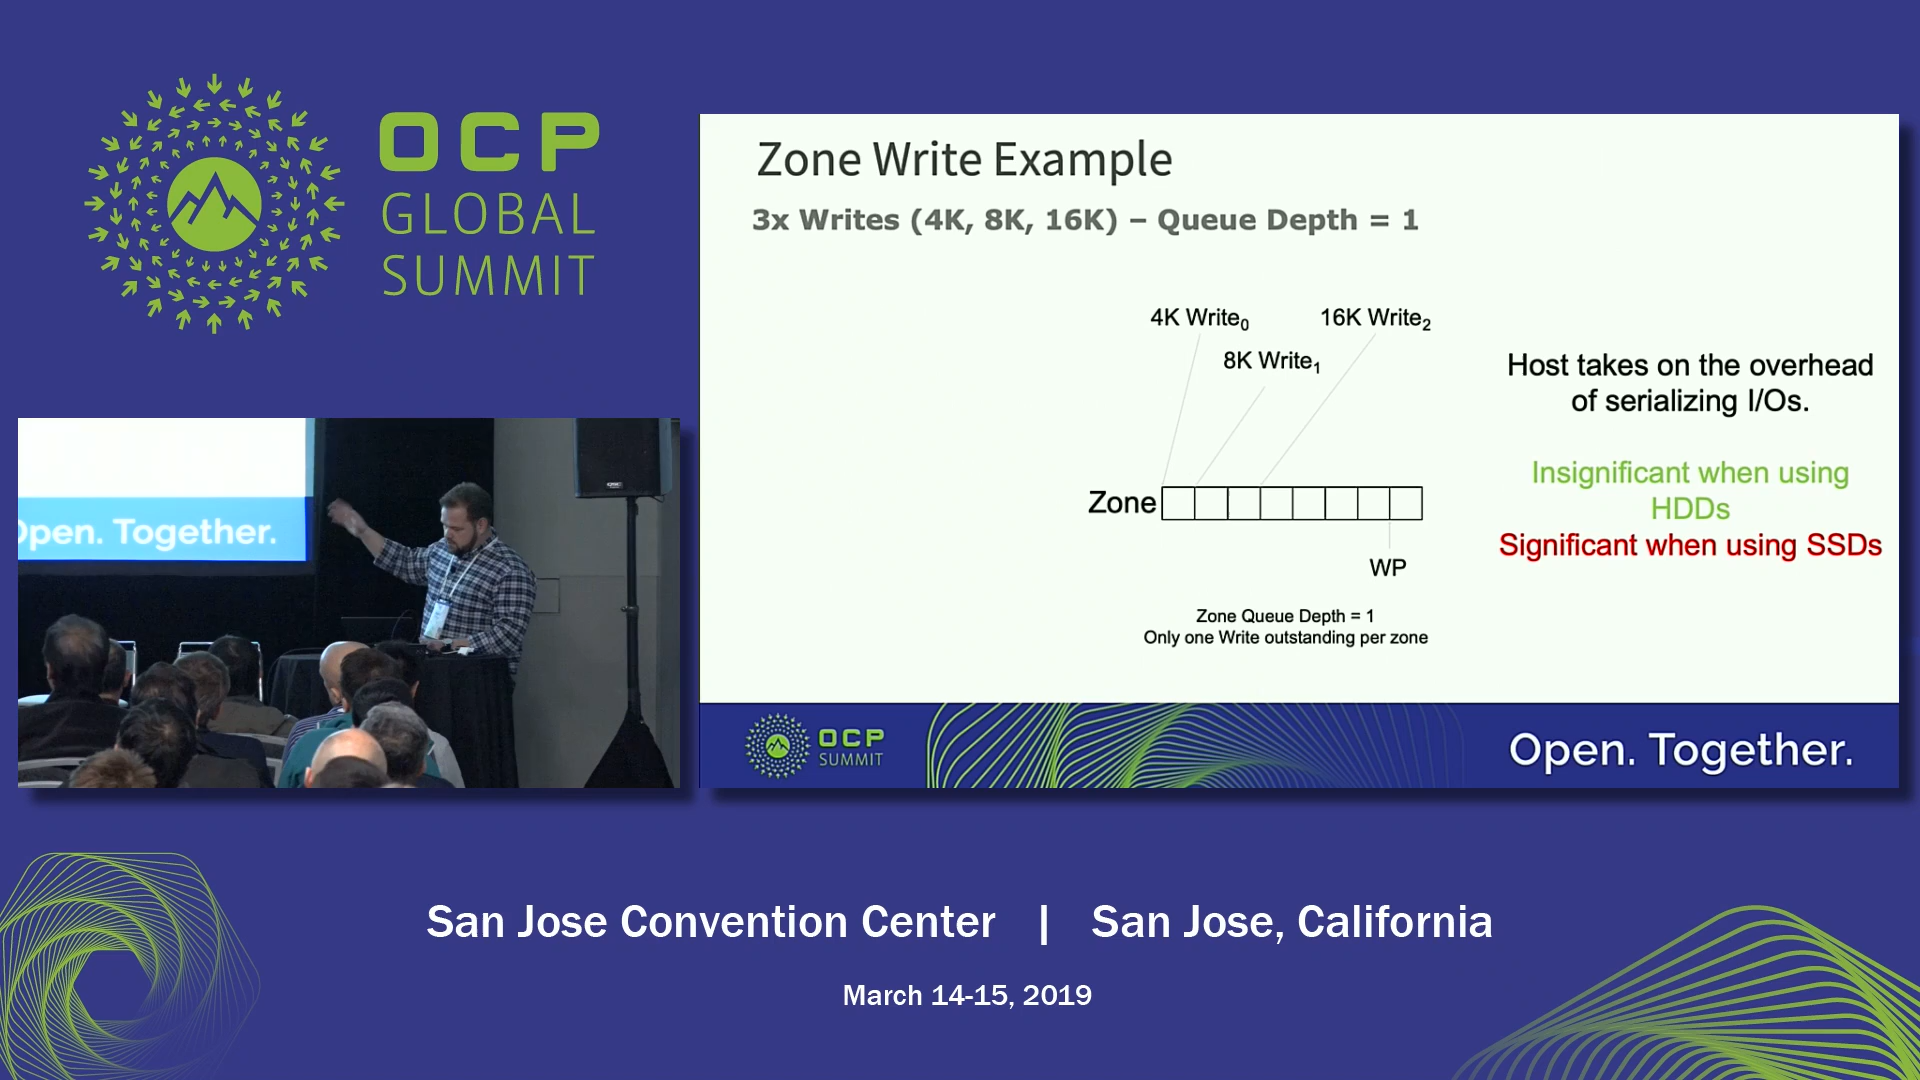 OCP
GLOBAL
SUMMIT
Zone Write Example
3x Writes (4K, 8K, 16K) – Queue Depth = 1
4K Write0
16K Write2
8K Write1
Host takes on the overhead
of serializing I/Os.
Insignificant when using
HDDs
Significant when using SSDs
Zone
WP
Zone Queue Depth = 1
Only one Write outstanding per zone
OCP
SUMMIT
Open. Together.
Open. Together.
San Jose Convention Center | San Jose, California
March 14-15, 2019